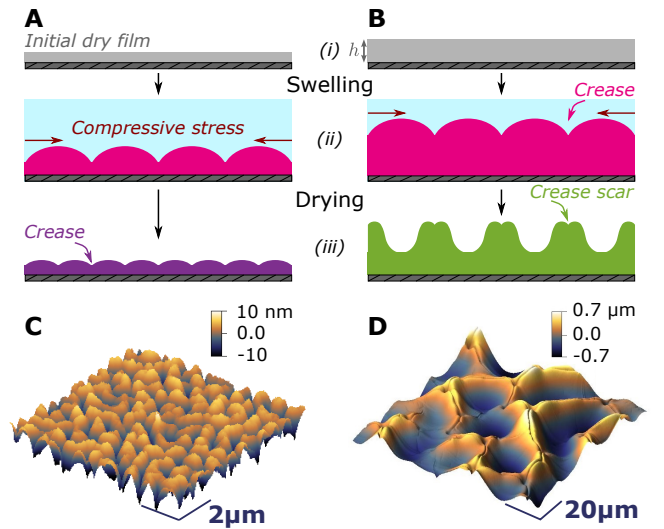 A
B
Initial dry film
(i)
h
Swelling
Crease
Compressive stress
(ii)
Drying
Crease scar
Crease
(iii)
C
10 nm
0.0
-10
D
0.7 µm
0.0
-0.7
2µm
20µm